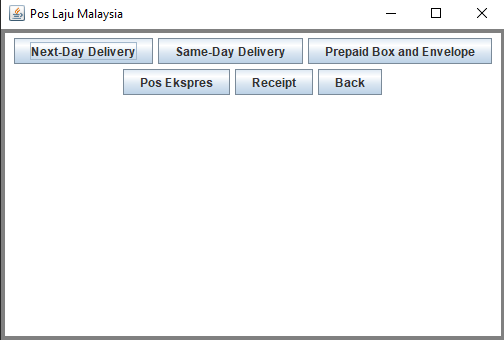 Pos Laju Malaysia
Next-Day Delivery Same-Day Delivery Prepaid Box and Envelope
Pos Ekspres Receipt Back